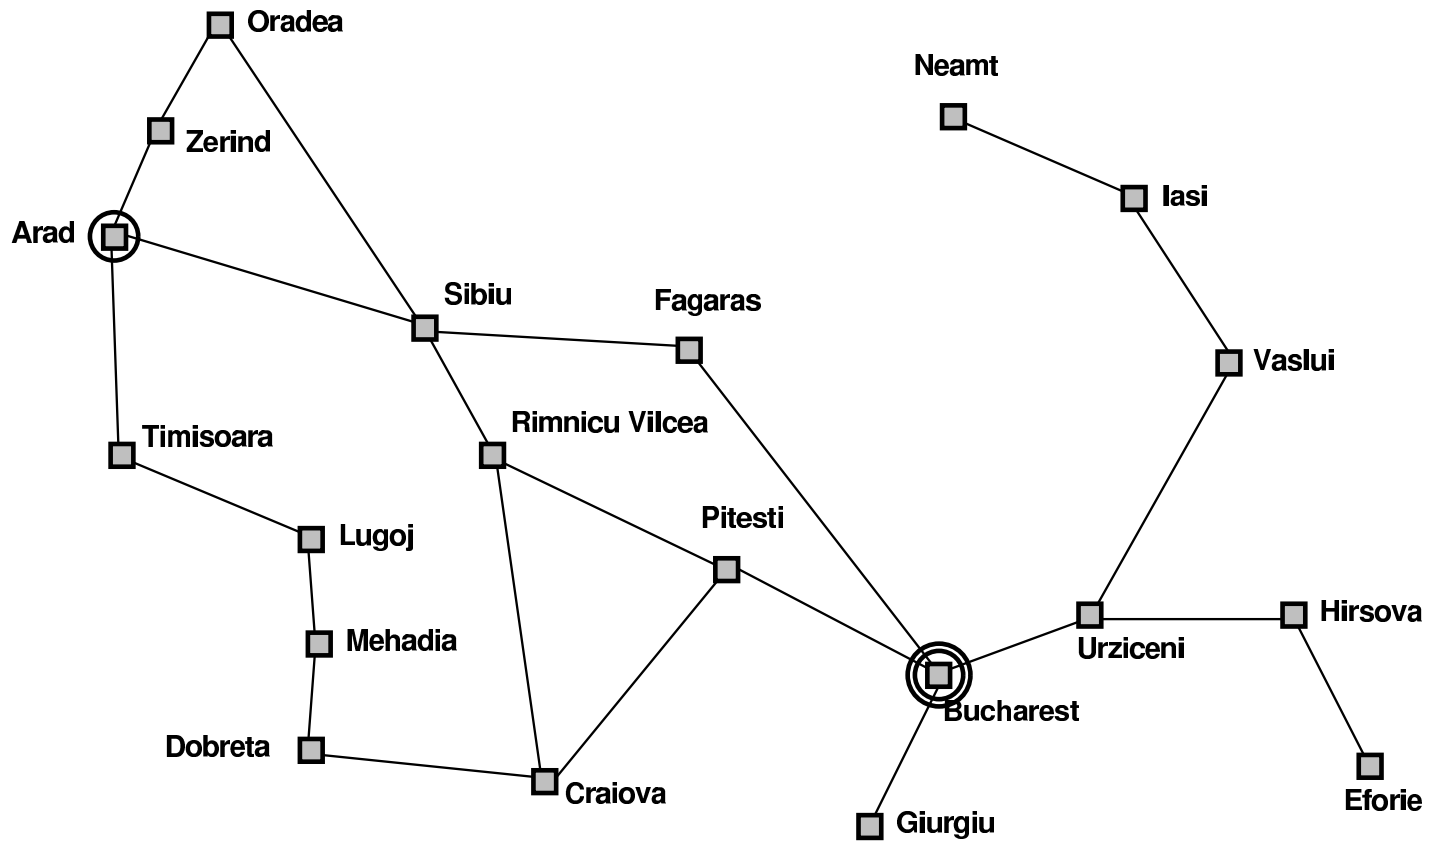 Oradea
Neamt
Zerind
Iasi
Arad
Sibiu
Fagaras
Vaslui
Rimnicu Vilcea
Timisoara
Pitesti
Lugoj
Hirsova
Mehadia
Urziceni
Bucharest
Dobreta
Craiova
Eforie
Giurgiu